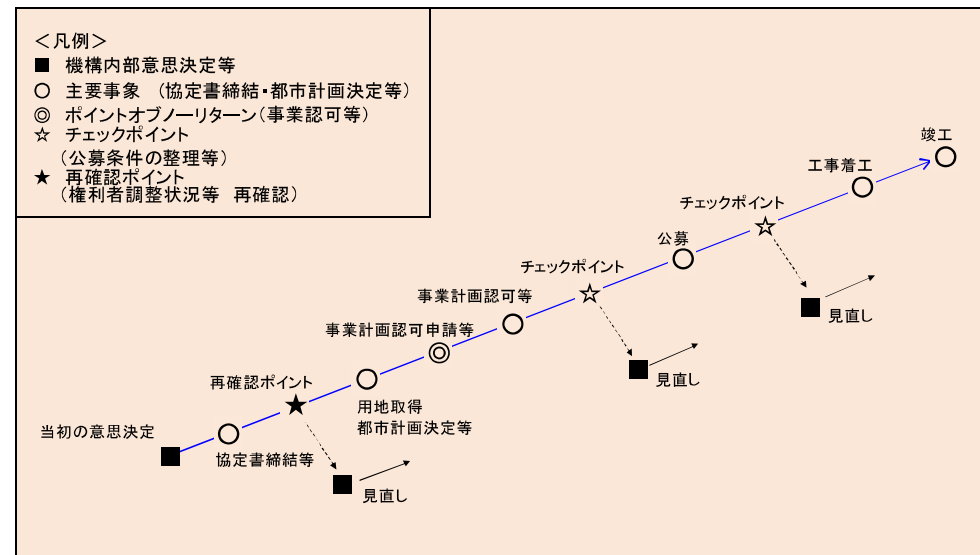 ＜凡例＞
■ 機構内部意思決定等
○ 主要事象 （協定書締結・都市計画決定等）
◎ ポイントオブノーリターン（事業認可等）
☆ チェックポイント
（公募条件の整理等）
★ 再確認ポイント
（権利者調整状況等 再確認）
竣工
工事着工
チェックポイント
公募
チェックポイント
見直し
事業計画認可等
事業計画認可申請等
見直し
再確認ポイント
用地取得
都市計画決定等
当初の意思決定
協定書締結等
見直し